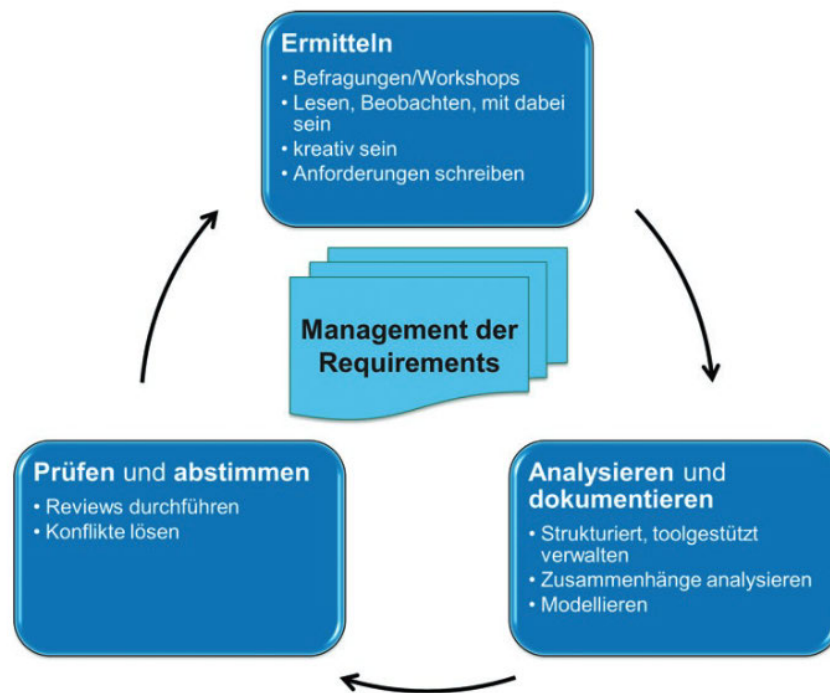 Ermitteln
• Befragungen/Workshops
• Lesen, Beobachten, mit dabei
sein
• kreativ sein
• Anforderungen schreiben
Management der
Requirements
Prüfen und abstimmen
• Reviews durchführen
• Konflikte lösen
Analysieren und
dokumentieren
• Strukturiert, toolgestützt
verwalten
• Zusammenhänge analysieren
• Modellieren